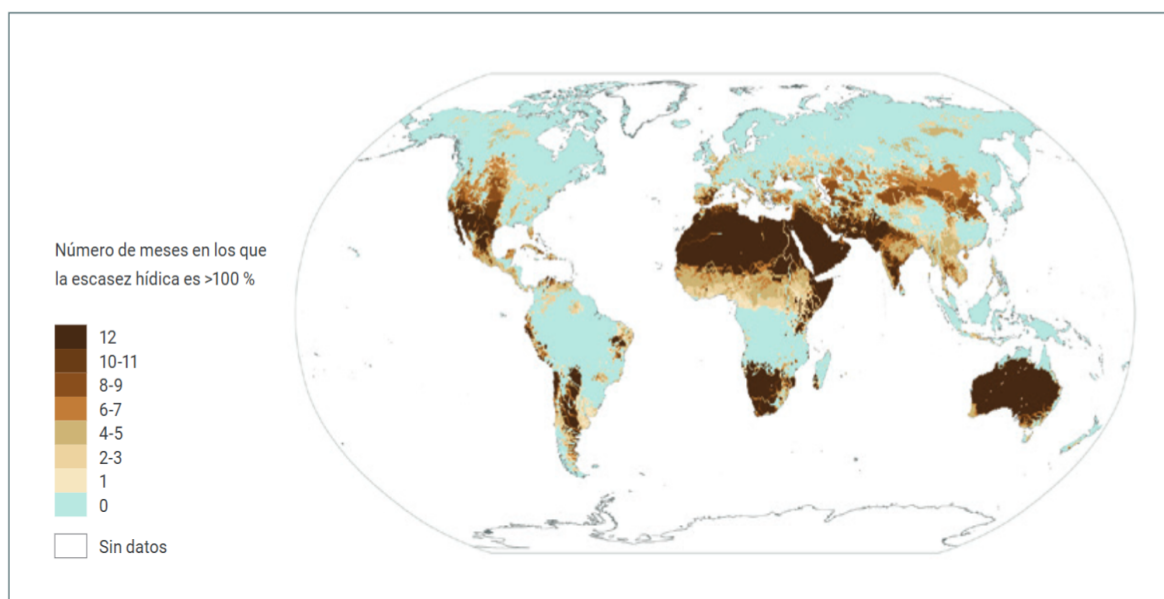 Número de meses en los que
la escasez hídica es >100 %
12
10-11
8-9
6-7
4-5
2-3
1
0
Sin datos